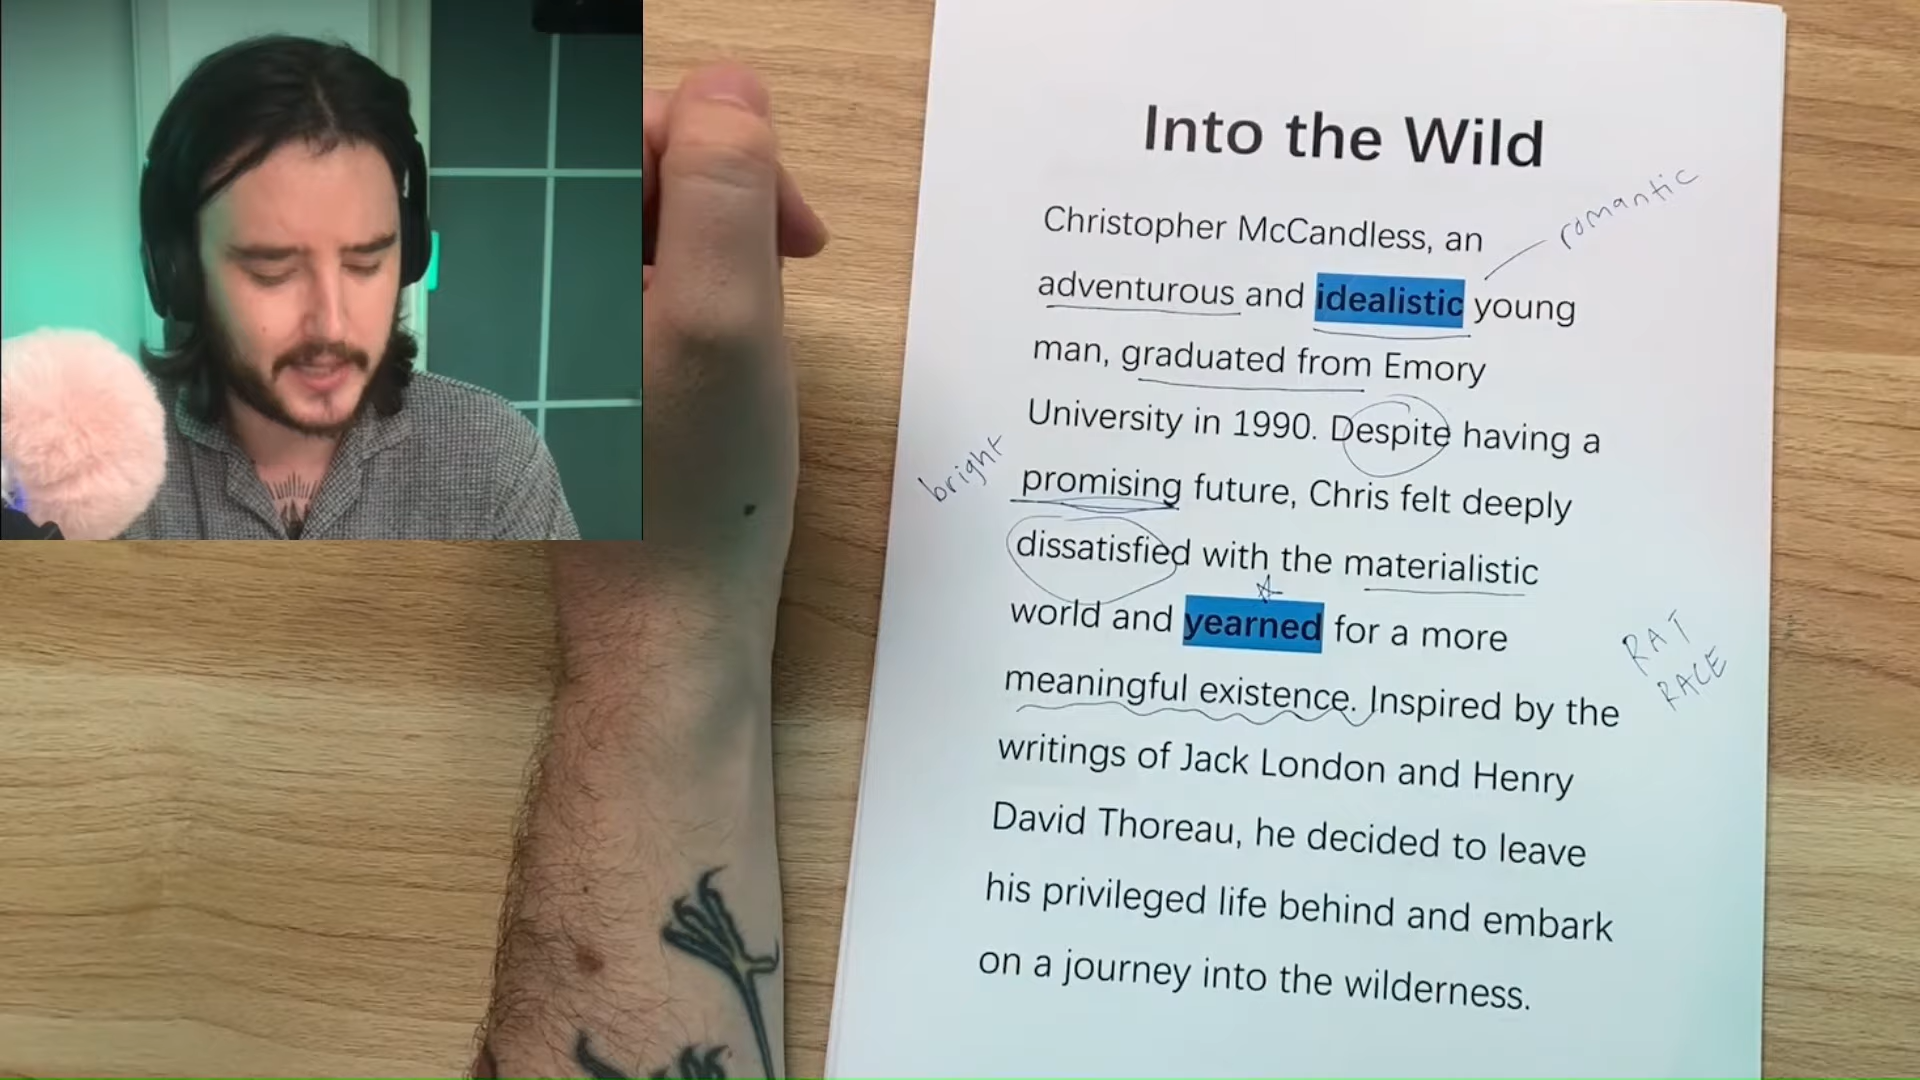 Into the Wild
romantic
Christopher McCandless, an
adventurous and idealistic young
man, graduated from Emory
University in 1990. Despite having a
bright
promising future, Chris felt deeply
dissatisfied with the materialistic
world and yearned for a more
RAT
RACE
meaningful existence. Inspired by the
writings of Jack London and Henry
David Thoreau, he decided to leave
his privileged life behind and embark
on a journey into the wilderness.